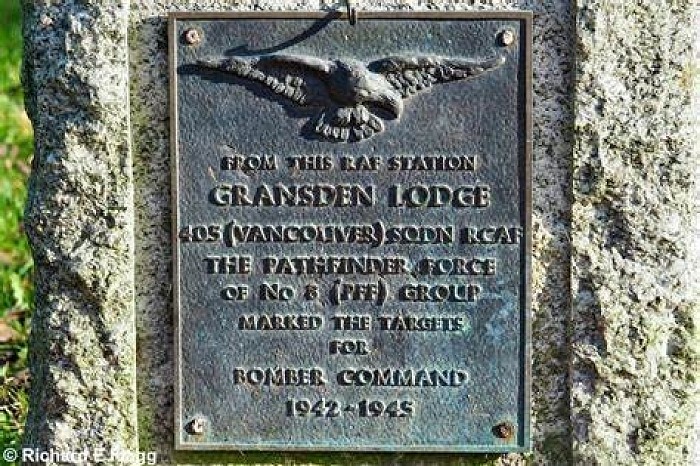 FROM THIS RAF STATION
GRANSDEN LODGE
405 (VANCOUVER) SQDN RCAF
THE PATHFINDER FORCE
OF No 8 (PFF) GROUP
MARKED THE TARGETS
FOR
BOMBER COMMAND
1942-1945
© Richard E